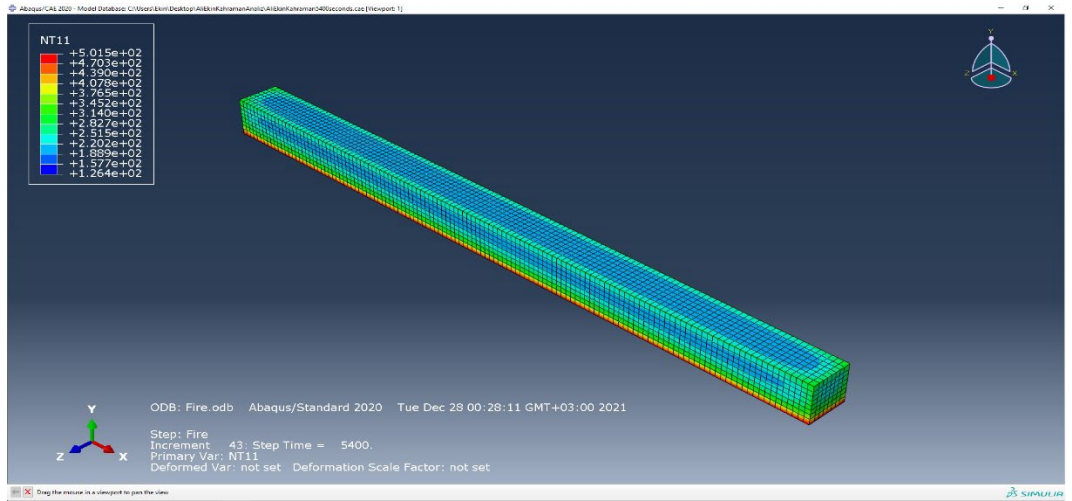 Abaqus/CAE 2020 - Model Database: C:\Users\Ekin\Desktop\AliEkinKahramanAnaliz\AliEkinKahraman5400seconds.cae [Viewport: 1]
NT11
+5.015e+02
+4.703e+02
+4.390e+02
+4.078e+02
+3.765e+02
+3.452e+02
+3.140e+02
+2.827e+02
+2.515e+02
+2.202e+02
+1.889e+02
+1.577e+02
+1.264e+02
Y
Z X
ODB: Fire.odb Abaqus/Standard 2020 Tue Dec 28 00:28:11 GMT+03:00 2021
Step: Fire
Increment 43: Step Time = 5400.
Primary Var: NT11
Deformed Var: not set Deformation Scale Factor: not set
Y
Z X
Drag the mouse in a viewport to pan the view
SIMULIA